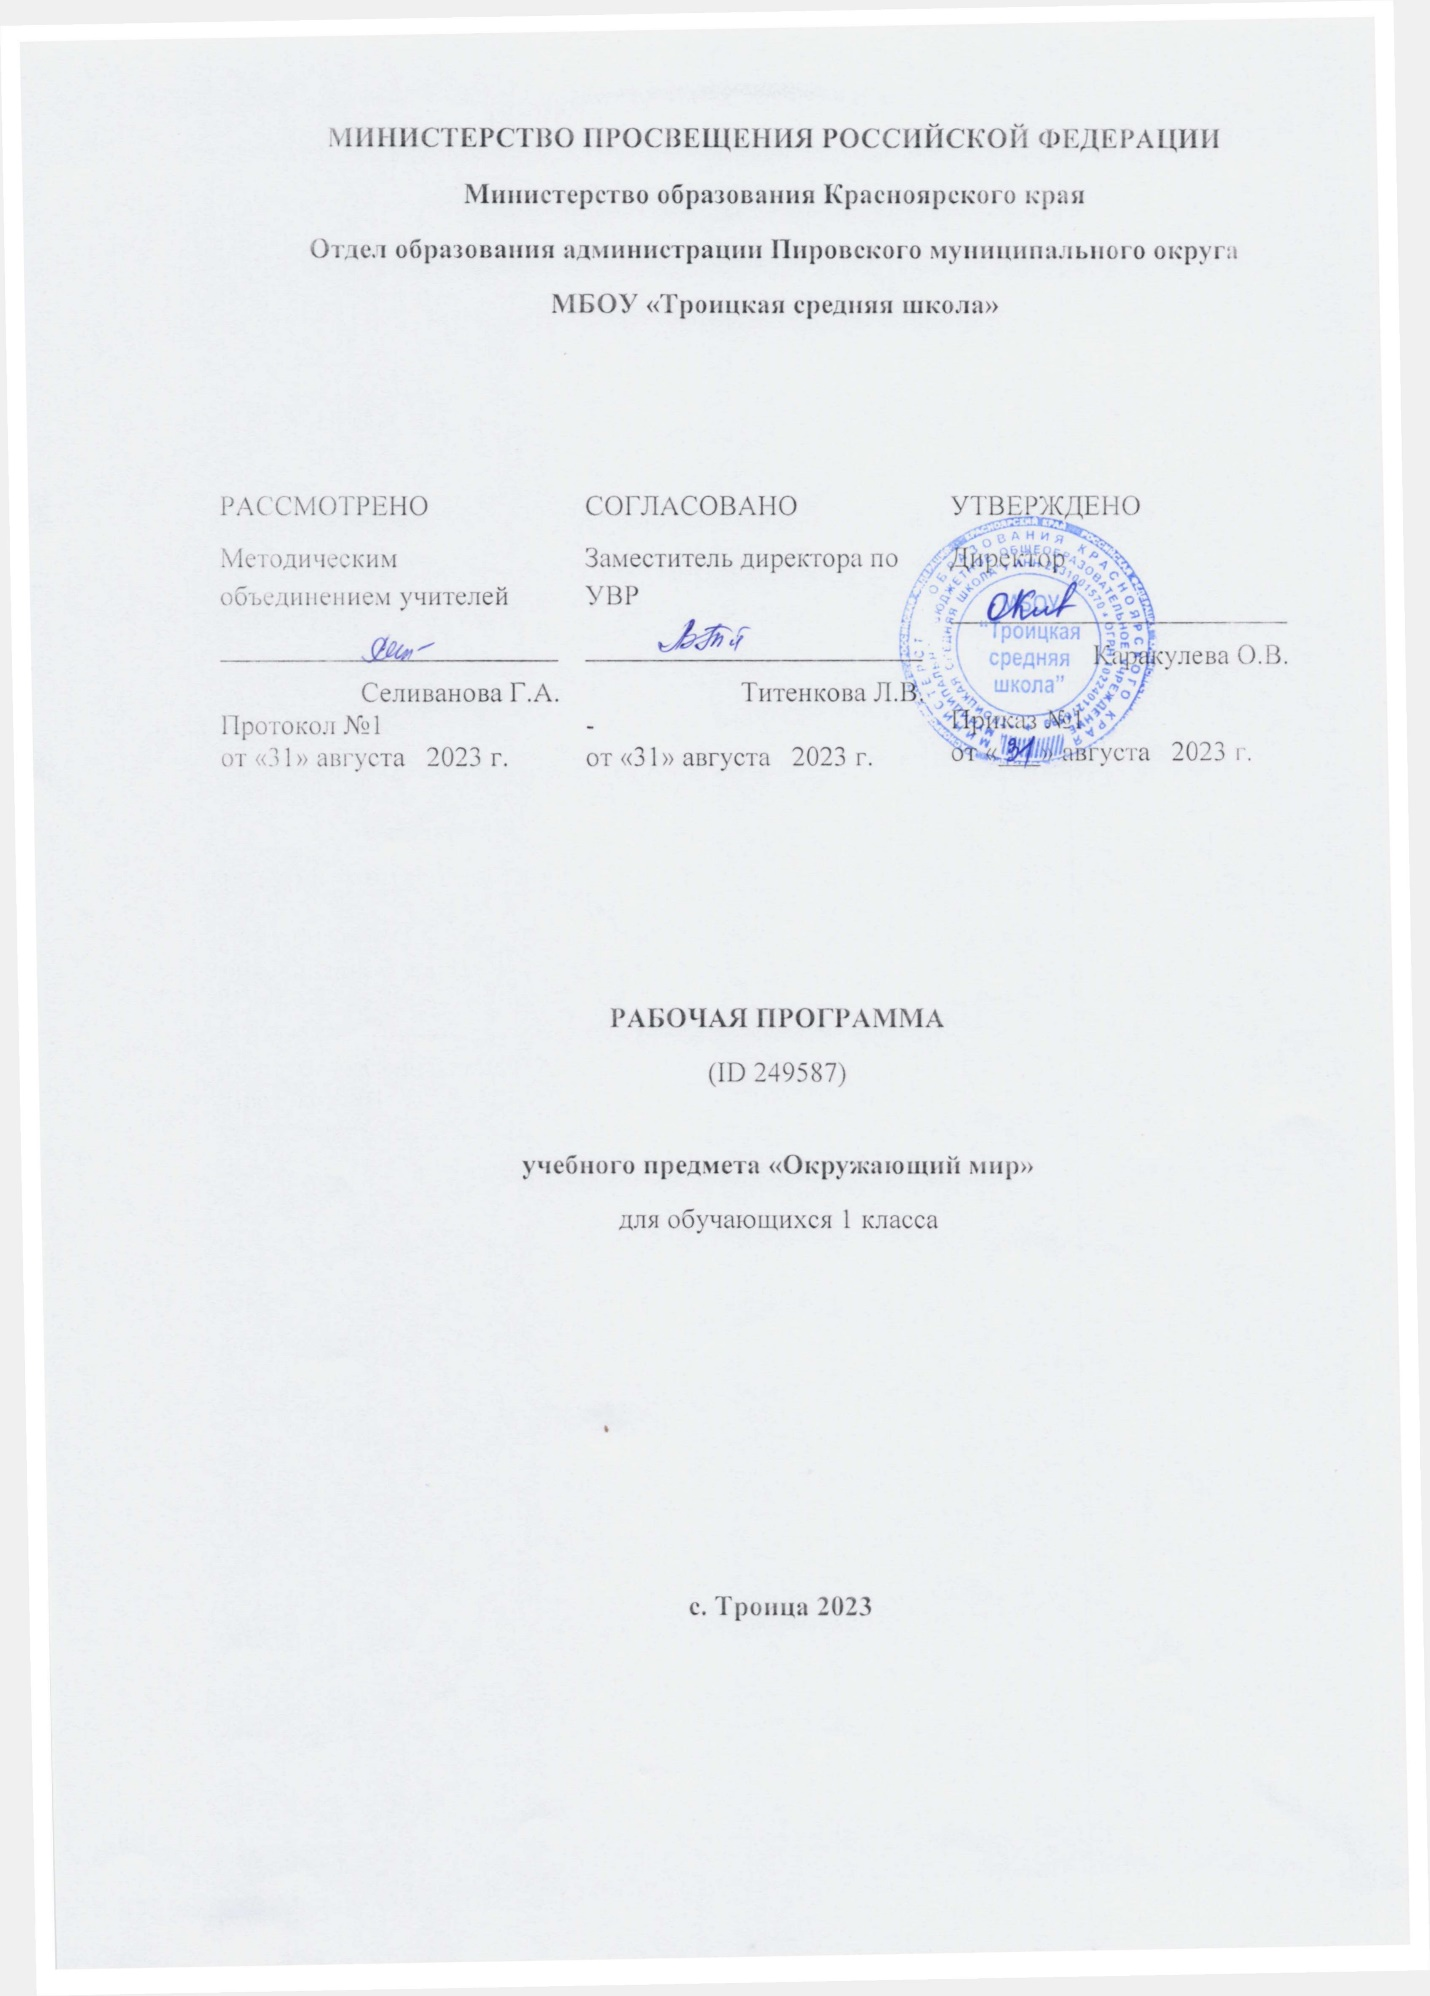 МИНИСТЕРСТВО ПРОСВЕЩЕНИЯ РОССИЙСКОЙ ФЕДЕРАЦИИ
Министерство образования Красноярского края
Отдел образования администрации Пировского муниципального округа
МБОУ «Троицкая средняя школа»
РАССМОТРЕНО
Методическим
объединением учителей
Селиванова Г.А.
Протокол №1
от «31» августа 2023 г.
СОГЛАСОВАНО
Заместитель директора по
УВР
Титенкова Л.В.
-
от «31» августа 2023 г.
УТВЕРЖДЕНО
Директор
Каракулева О.В.
Приказ №1
от «31» августа 2023 г.
МБОУ
"Троицкая
средняя
школа"
РАБОЧАЯ ПРОГРАММА
(ID 249587)
учебного предмета «Окружающий мир»
для обучающихся 1 класса
с. Троица 2023